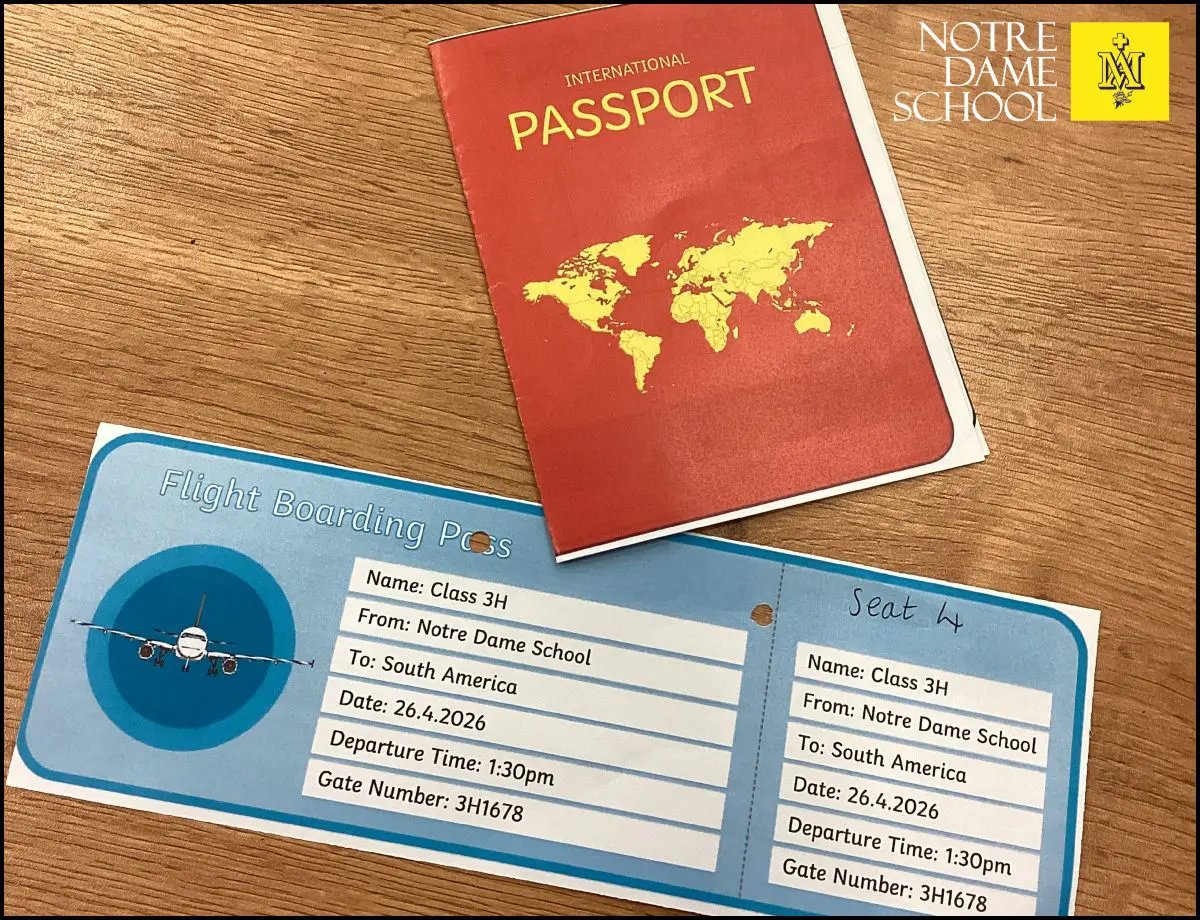 NOTRE
DAME
SCHOOL
INTERNATIONAL
PASSPORT
Flight Boarding Pass
Name: Class 3H
From: Notre Dame School
To: South America
Date: 26.4.2026
Departure Time: 1:30pm
Gate Number: 3H1678
Seat 4
Name: Class 3H
From: Notre Dame School
To: South America
Date: 26.4.2026
Departure Time: 1:30pm
Gate Number: 3H1678